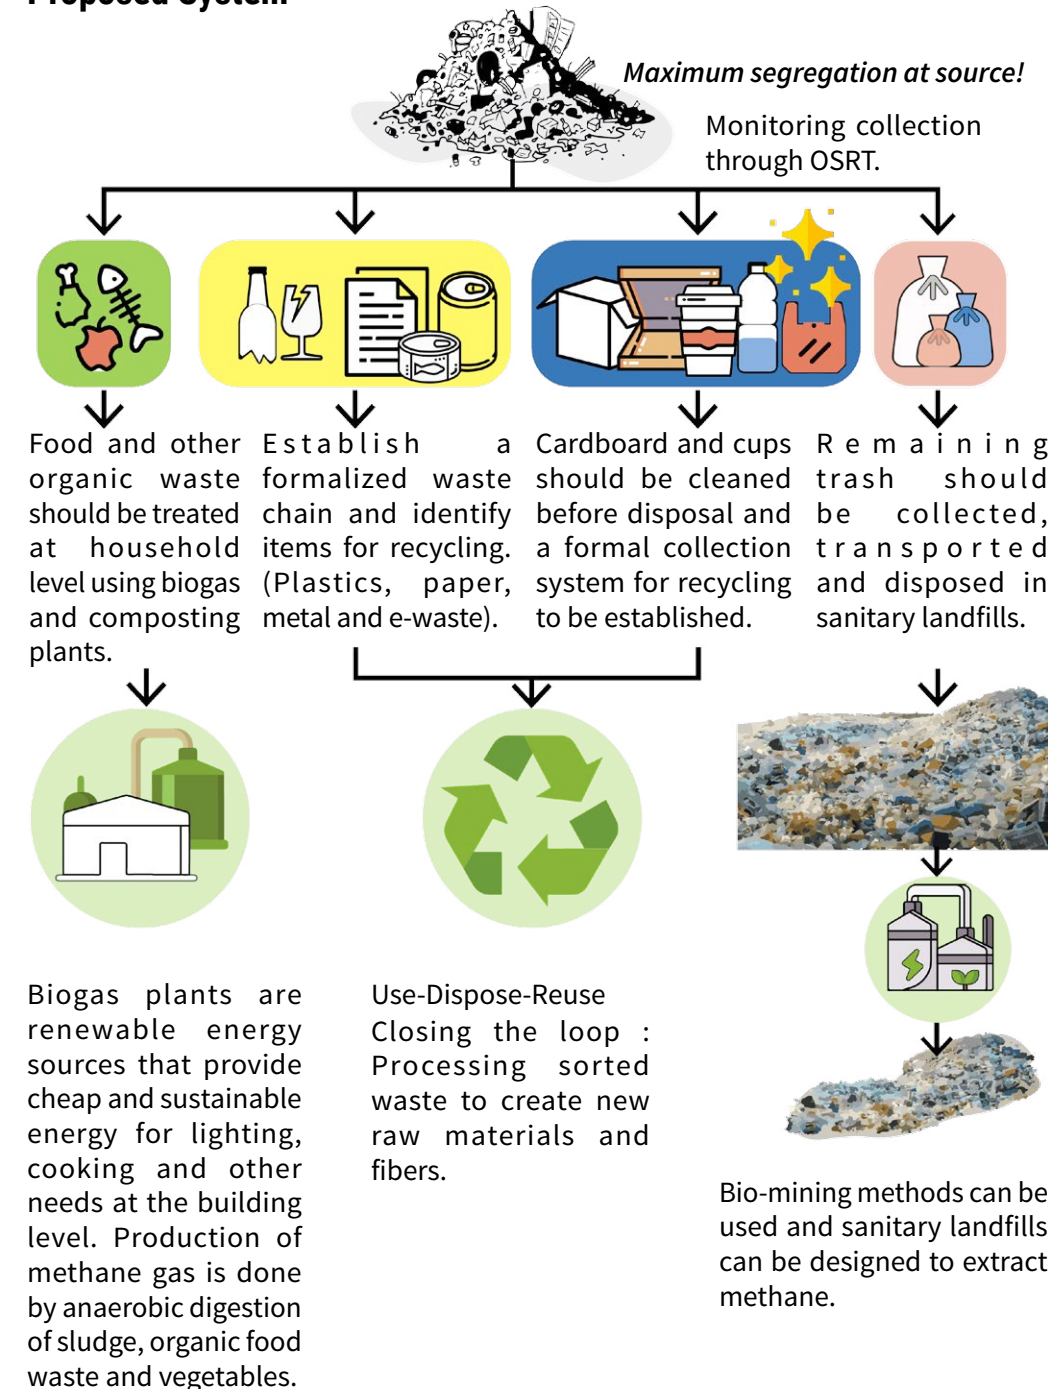 Proposed System
Maximum segregation at source!
Monitoring collection
through OSRT.
Food and other
organic waste
should be treated
at household
level using biogas
and composting
plants.
Establish a
formalized waste
chain and identify
items for recycling.
(Plastics, paper,
metal and e-waste).
Cardboard and cups
should be cleaned
before disposal and
a formal collection
system for recycling
to be established.
Remaining
trash should
be collected,
transported
and disposed in
sanitary landfills.
Biogas plants are
renewable energy
sources that provide
cheap and sustainable
energy for lighting,
cooking and other
needs at the building
level. Production of
methane gas is done
by anaerobic digestion
of sludge, organic food
waste and vegetables.
Use-Dispose-Reuse
Closing the loop :
Processing sorted
waste to create new
raw materials and
fibers.
Bio-mining methods can be
used and sanitary landfills
can be designed to extract
methane.